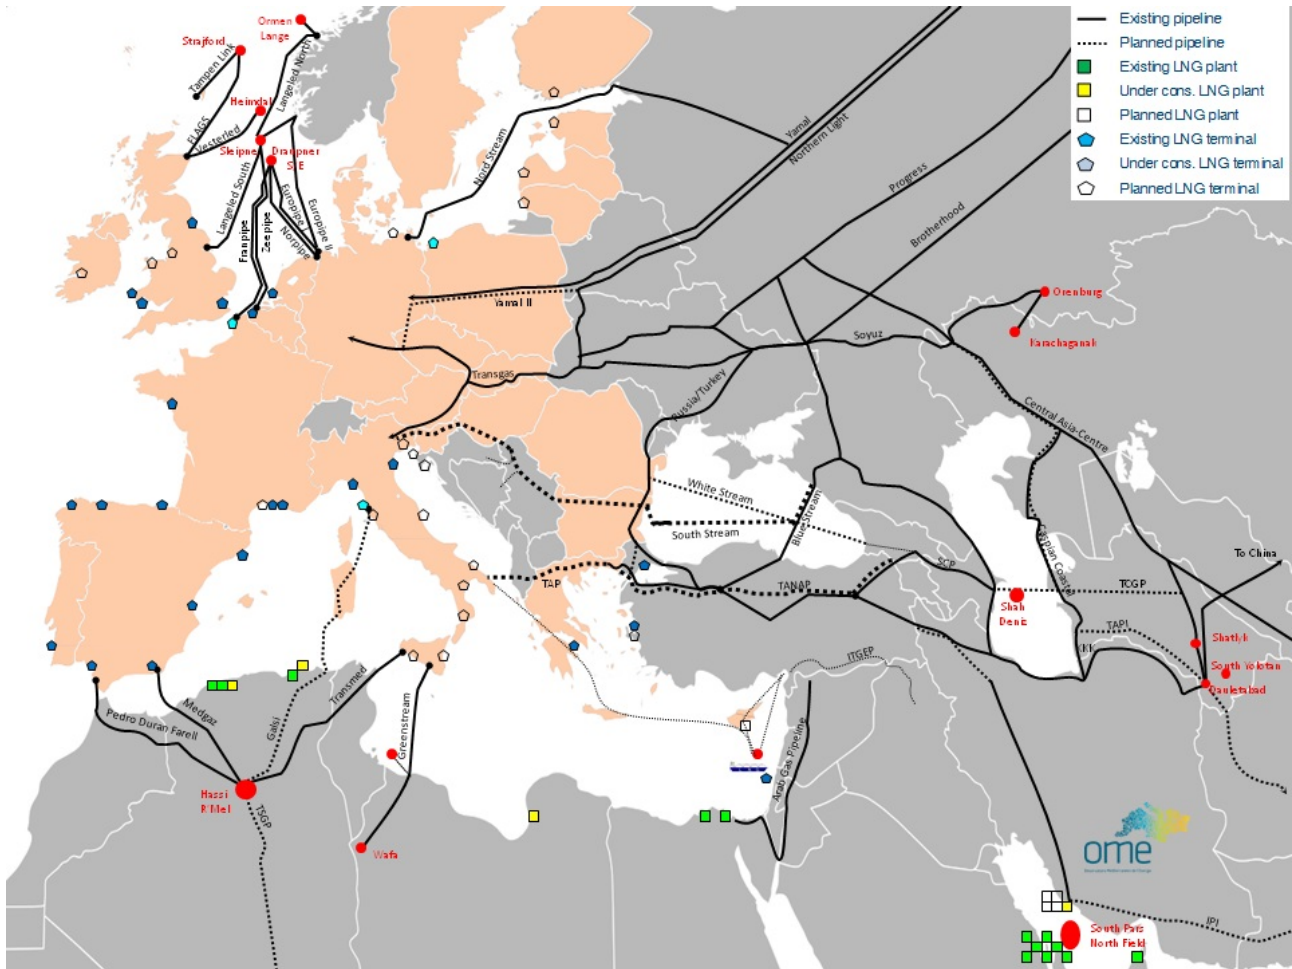 Existing pipeline
Planned pipeline
Existing LNG plant
Under cons. LNG plant
Planned LNG plant
Existing LNG terminal
Under cons. LNG terminal
Planned LNG terminal
Ormen
Lange
Strajford
Tampen Link
Langeled North
Heimdal
FLAGS
Vesterled
Sleipner
Draupner
S/E
Langeled South
Franpipe
Zeepipe
Europipe I
Europipe II
Norpipe
Nord Stream
Yamal
Northern Light
Progress
Brotherhood
Yamal II
Orenburg
Karachaganak
Soyuz
Transgas
Russia/Turkey
Central Asia-Centre
White Stream
South Stream
Blue Stream
Caspian Coastal
To China
TAP
TANAP
SCP
TCGP
Shah
Deniz
TAPI
KKK
Shatlyk
South Yolotan
Dauletabad
ITGEP
Transmed
Medgaz
Galsi
Pedro Duran Farell
Greenstream
Arab Gas Pipeline
Hassi
R'Mel
TSGP
Wafa
ome
IPI
South Pars
North Field